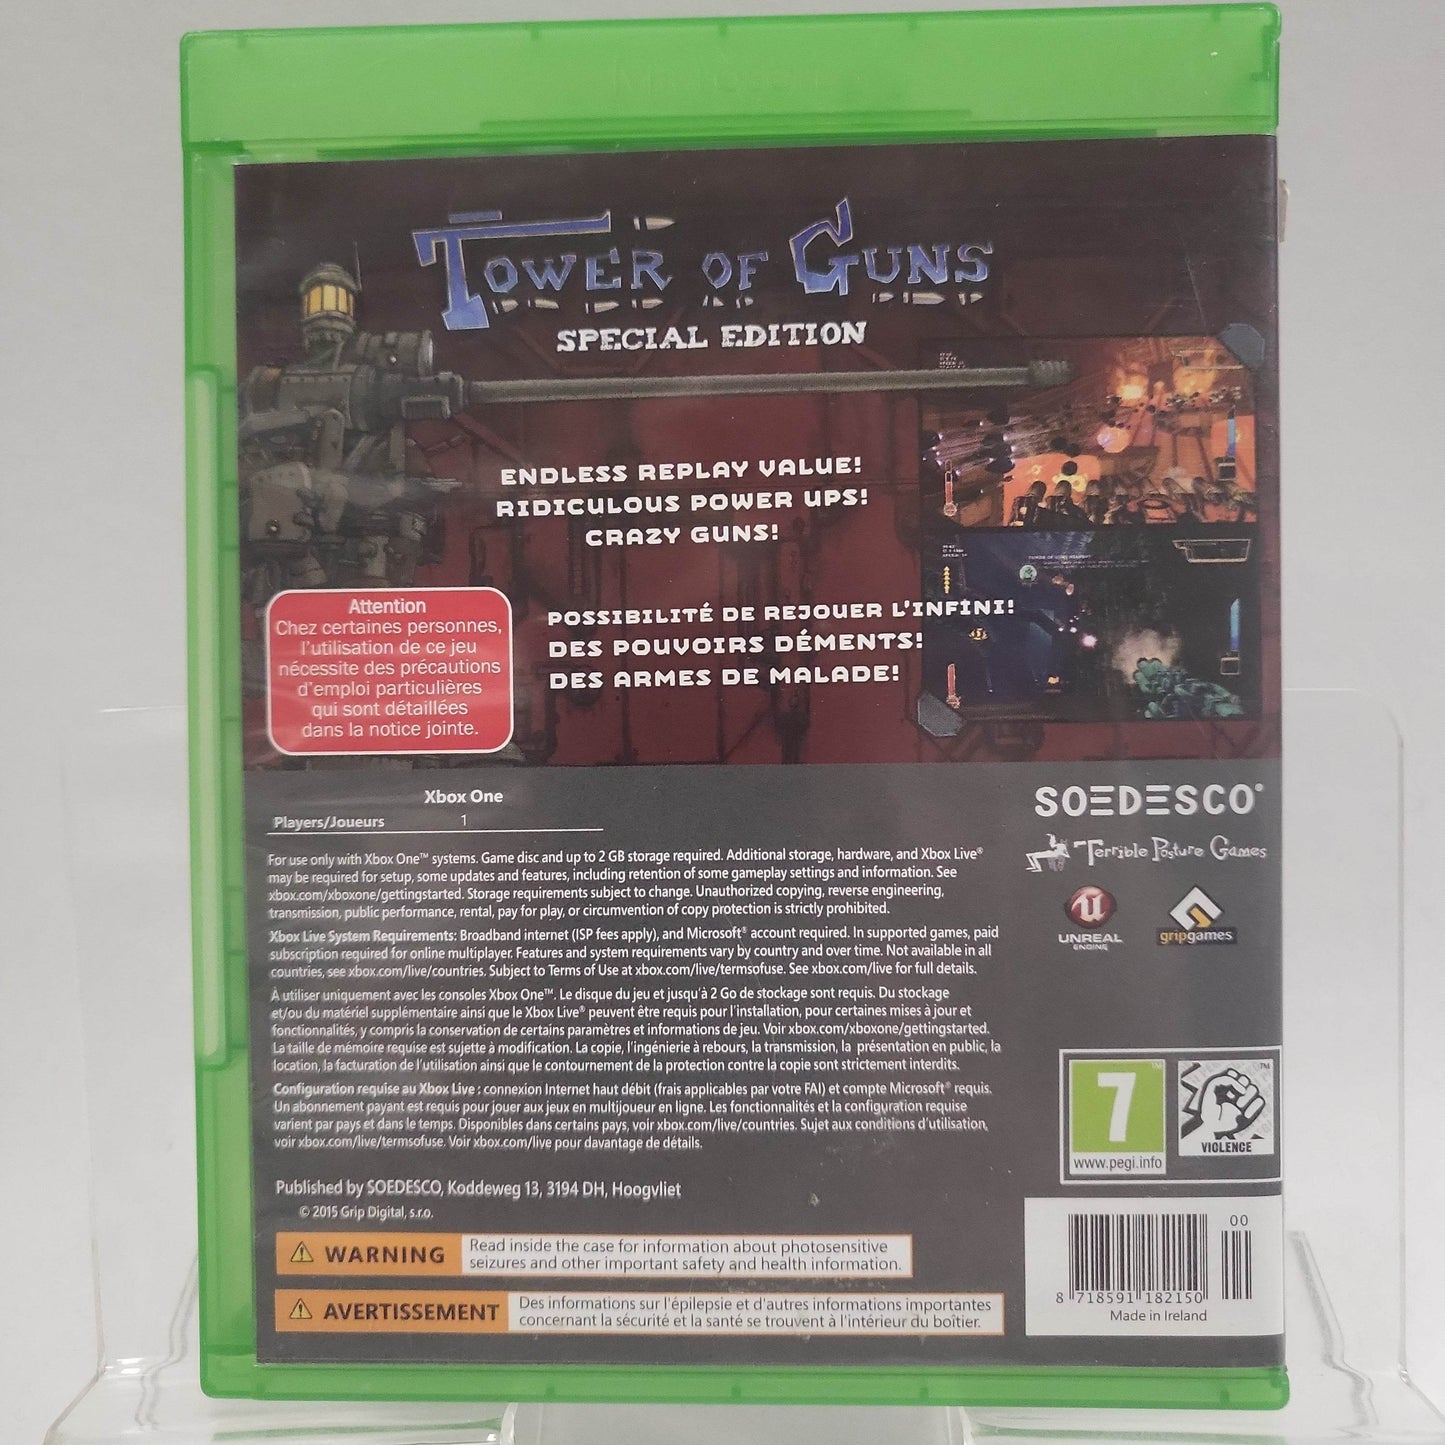 TOWER OF GUNS
SPECIAL EDITION
ENDLESS REPLAY VALUE!
RIDICULOUS POWER UPS!
CRAZY GUNS!
POSSIBILITÉ DE REJOUER L'INFINI!
DES POUVOIRS DÉMENTS!
DES ARMES DE MALADE!
Attention
Chez certaines personnes,
l'utilisation de ce jeu
nécessite des précautions
d'emploi particulières
qui sont détaillées
dans la notice jointe.
Xbox One
Players/Joueurs 1
For use only with Xbox One™ systems. Game disc and up to 2 GB storage required. Additional storage, hardware, and Xbox Live®
may be required for setup, some updates and features, including retention of some gameplay settings and information. See
xbox.com/xboxone/gettingstarted. Storage requirements subject to change. Unauthorized copying, reverse engineering,
transmission, public performance, rental, pay for play, or circumvention of copy protection is strictly prohibited.
Xbox Live System Requirements: Broadband internet (ISP fees apply), and Microsoft® account required. In supported games, paid
subscription required for online multiplayer. Features and system requirements vary by country and over time. Not available in all
countries, see xbox.com/live/countries. Subject to Terms of Use at xbox.com/live/termsofuse. See xbox.com/live for full details.
À utiliser uniquement avec les consoles Xbox One™. Le disque du jeu et jusqu'à 2 Go de stockage sont requis. Du stockage
et/ou du matériel supplémentaire ainsi que le Xbox Live® peuvent être requis pour l'installation, pour certaines mises à jour et
fonctionnalités, y compris la conservation de certains paramètres et informations de jeu. Voir xbox.com/xboxone/gettingstarted.
La taille de mémoire requise est sujette à modification. La copie, l'ingénierie à rebours, la transmission, la présentation en public, la
location, la facturation de l'utilisation ainsi que le contournement de la protection contre la copie sont strictement interdits.
Configuration requise au Xbox Live : connexion Internet haut débit (frais applicables par votre FAI) et compte Microsoft® requis.
Un abonnement payant est requis pour jouer aux jeux en multijoueur en ligne. Les fonctionnalités et la configuration requise
varient par pays et dans le temps. Disponibles dans certains pays, voir xbox.com/live/countries. Sujet aux conditions d'utilisation,
voir xbox.com/live/termsofuse. Voir xbox.com/live pour davantage de détails.
Published by SOEDESCO, Koddeweg 13, 3194 DH, Hoogvliet
© 2015 Grip Digital, s.r.o.
WARNING
Read inside the case for information about photosensitive
seizures and other important safety and health information.
AVERTISSEMENT
Des informations sur l'épilepsie et d'autres informations importantes
concernant la sécurité et la santé se trouvent à l'intérieur du boîtier.
SOEDESCO®
Terrible Posture Games
UNREAL
ENGINE
gripgames
7
www.pegi.info
VIOLENCE
00
8 718591 182150
Made in Ireland